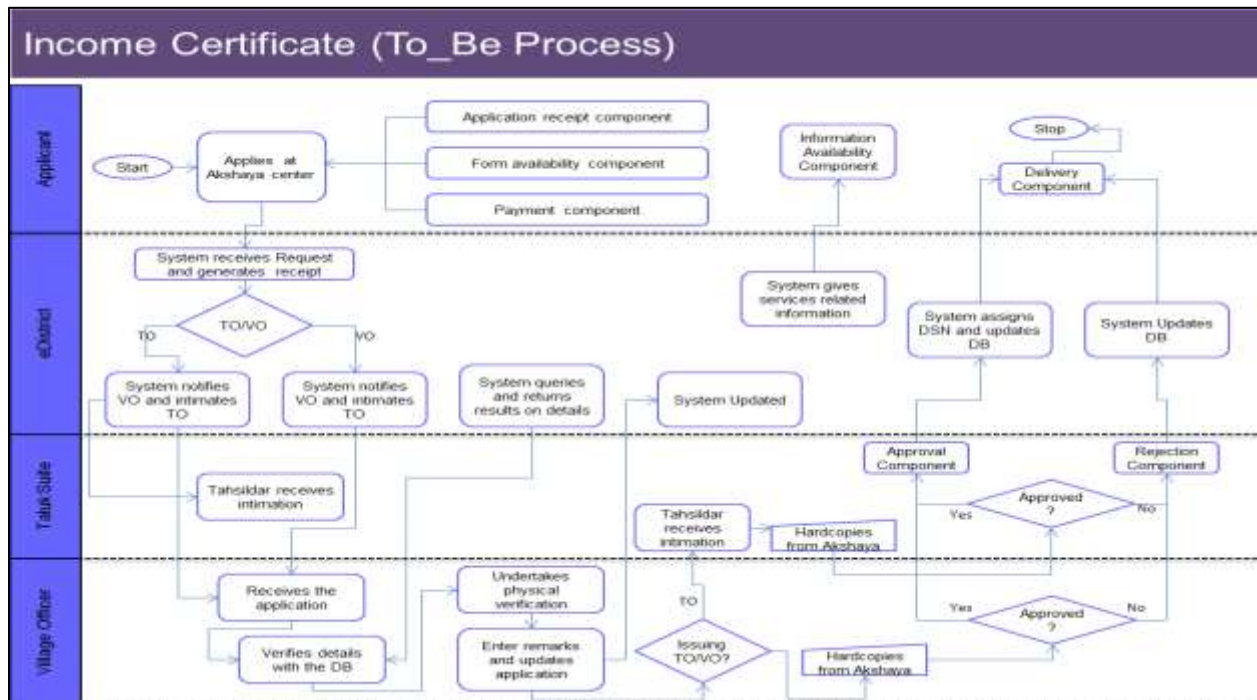 Income Certificate (To_Be Process)
Applicant
Start
Applies at
Akshaya center
Application receipt component
Form availability component
Payment component
Information
Availability
Component
Stop
Delivery
Component
eDistrict
System receives Request
and generates receipt
TO/VO
TO
VO
System notifies
VO and intimates
TO
System notifies
VO and intimates
TO
System queries
and returns
results on details
System Updated
System gives
services related
information
System assigns
DSN and updates
DB
System Updates
DB
TalukSuite
Tahsildar receives
intimation
Tahsildar
receives
intimation
Hardcopies
from Akshaya
Approval
Component
Rejection
Component
Approved
?
Yes
No
Village Officer
Receives the
application
Verifies details
with the DB
Undertakes
physical
verification
Enter remarks
and updates
application
TO
Issuing
TO/VO?
Hardcopies
from Akshaya
Approved
?
Yes
No